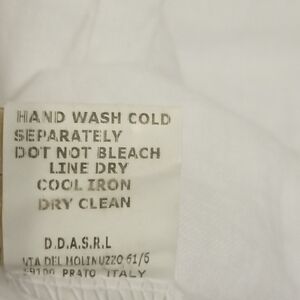 HAND WASH COLD
SEPARATELY
DOT NOT BLEACH
LINE DRY
COOL IRON
DRY CLEAN
D.D.A.S.R.L
VIA DEL MOLINUZZO 61/6
PRATO ITALY